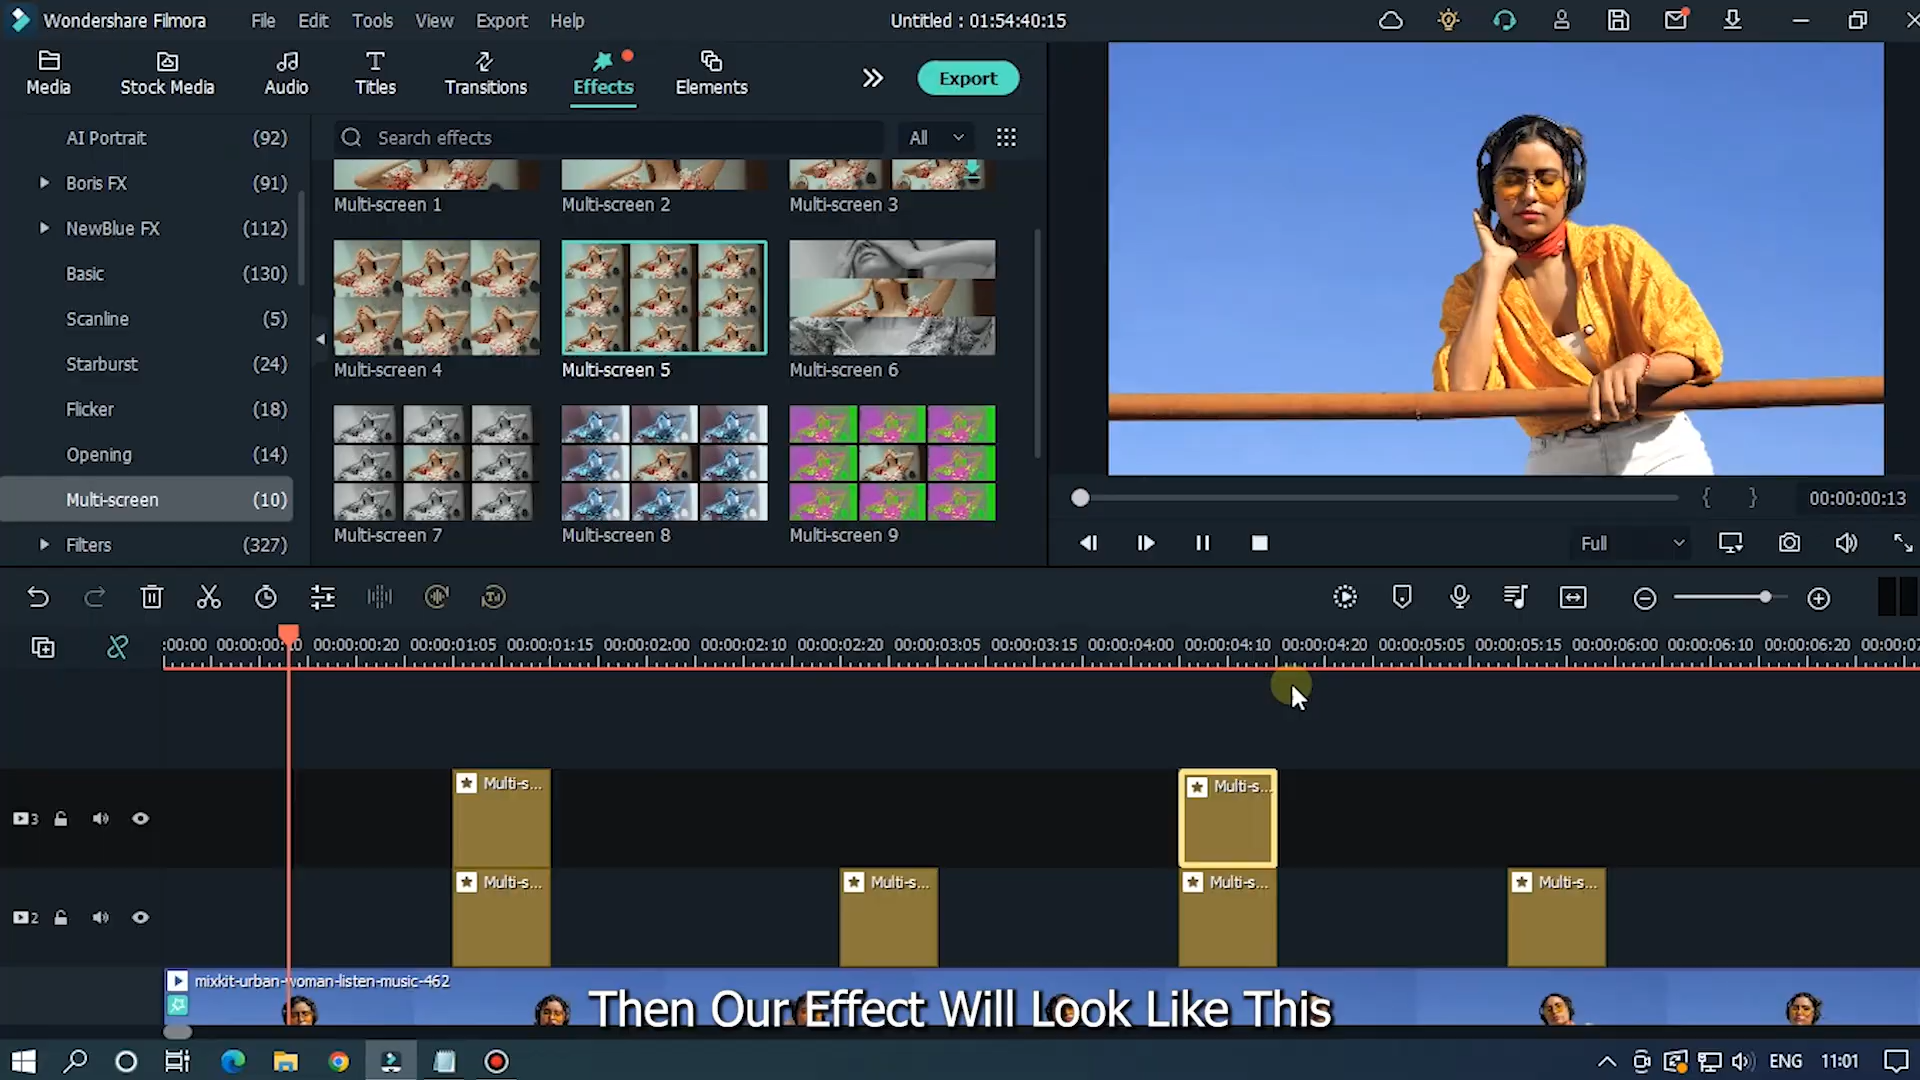 Wondershare Filmora File Edit Tools View Export Help Untitled : 01:54:40:15
Media Stock Media Audio Titles Transitions Effects Elements Export
AI Portrait (92)
Boris FX (91)
NewBlue FX (112)
Basic (130)
Scanline (5)
Starburst (24)
Flicker (18)
Opening (14)
Multi-screen (10)
Filters (327)
Search effects All
Multi-screen 1 Multi-screen 2 Multi-screen 3
Multi-screen 4 Multi-screen 5 Multi-screen 6
Multi-screen 7 Multi-screen 8 Multi-screen 9
{ } 00:00:00:13
Full
:00:00 00:00:00:10 00:00:00:20 00:00:01:05 00:00:01:15 00:00:02:00 00:00:02:10 00:00:02:20 00:00:03:05 00:00:03:15 00:00:04:00 00:00:04:10 00:00:04:20 00:00:05:05 00:00:05:15 00:00:06:00 00:00:06:10 00:00:06:20 00:00:07
3 Multi-s... Multi-s...
2 Multi-s... Multi-s... Multi-s... Multi-s...
mixkit-urban-woman-listen-music-462
Then Our Effect Will Look Like This
ENG 11:01